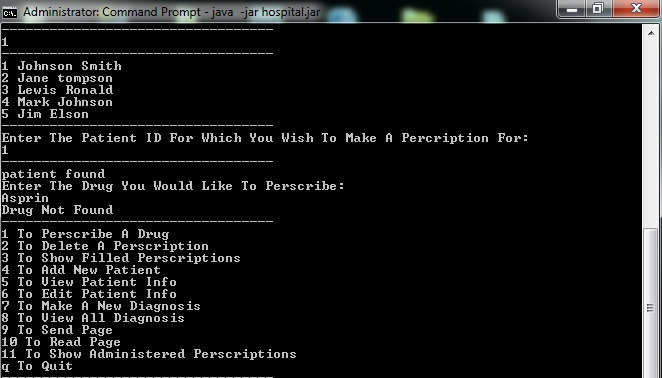 Administrator: Command Prompt - java  -jar hospital.jar
----------------------------------
1
----------------------------------
1 Johnson Smith
2 Jane tompson
3 Lewis Ronald
4 Mark Johnson
5 Jim Elson
----------------------------------
Enter The Patient ID For Which You Wish To Make A Percription For:
1
----------------------------------
patient found
Enter The Drug You Would Like To Perscribe:
Asprin
Drug Not Found
----------------------------------
1 To Perscribe A Drug
2 To Delete A Perscription
3 To Show Filled Perscriptions
4 To Add New Patient
5 To View Patient Info
6 To Edit Patient Info
7 To Make A New Diagnosis
8 To View All Diagnosis
9 To Send Page
10 To Read Page
11 To Show Administered Perscriptions
q To Quit
----------------------------------